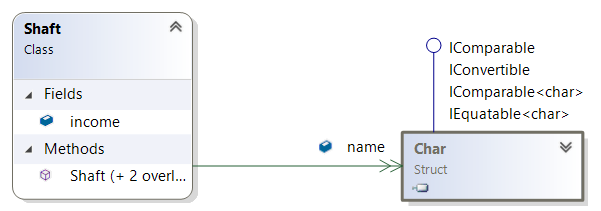 Shaft
Class
Fields
income
Methods
Shaft (+ 2 overl...
name
IComparable
IConvertible
IComparable<char>
IEquatable<char>
Char
Struct